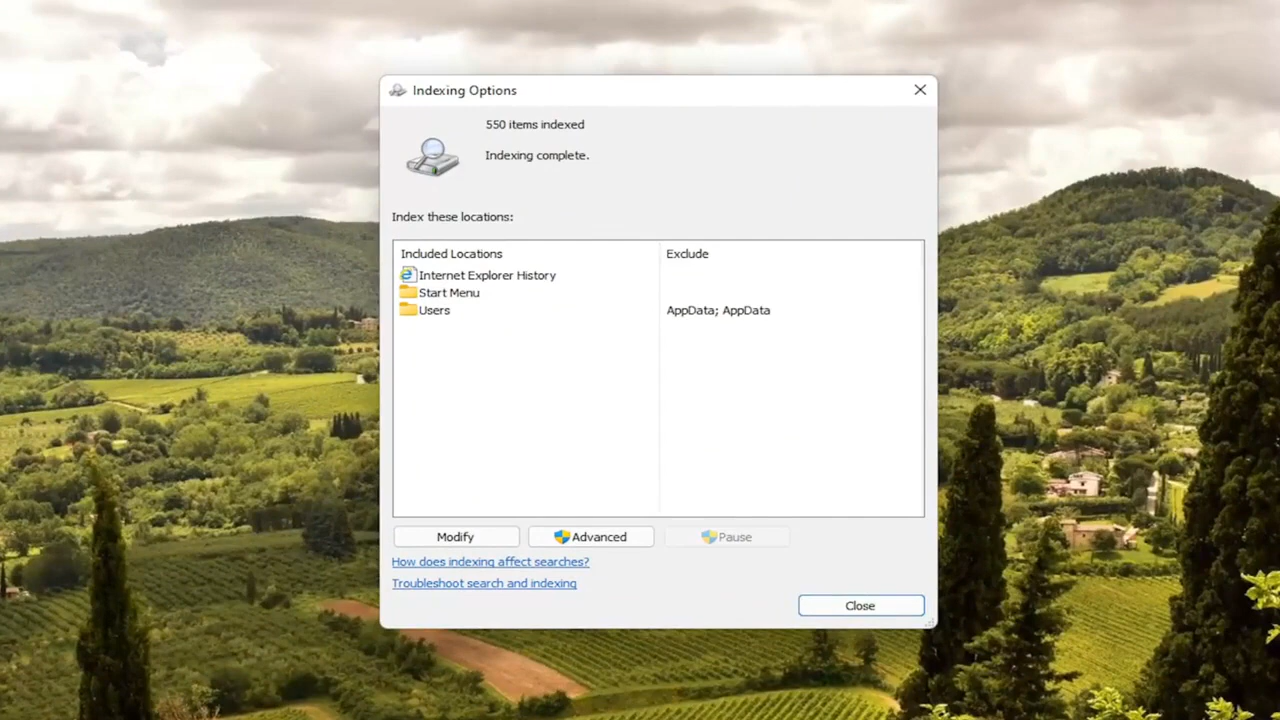 Indexing Options
550 items indexed
Indexing complete.
Index these locations:
Included Locations
Exclude
Internet Explorer History
Start Menu
Users
AppData; AppData
Modify
Advanced
Pause
How does indexing affect searches?
Troubleshoot search and indexing
Close